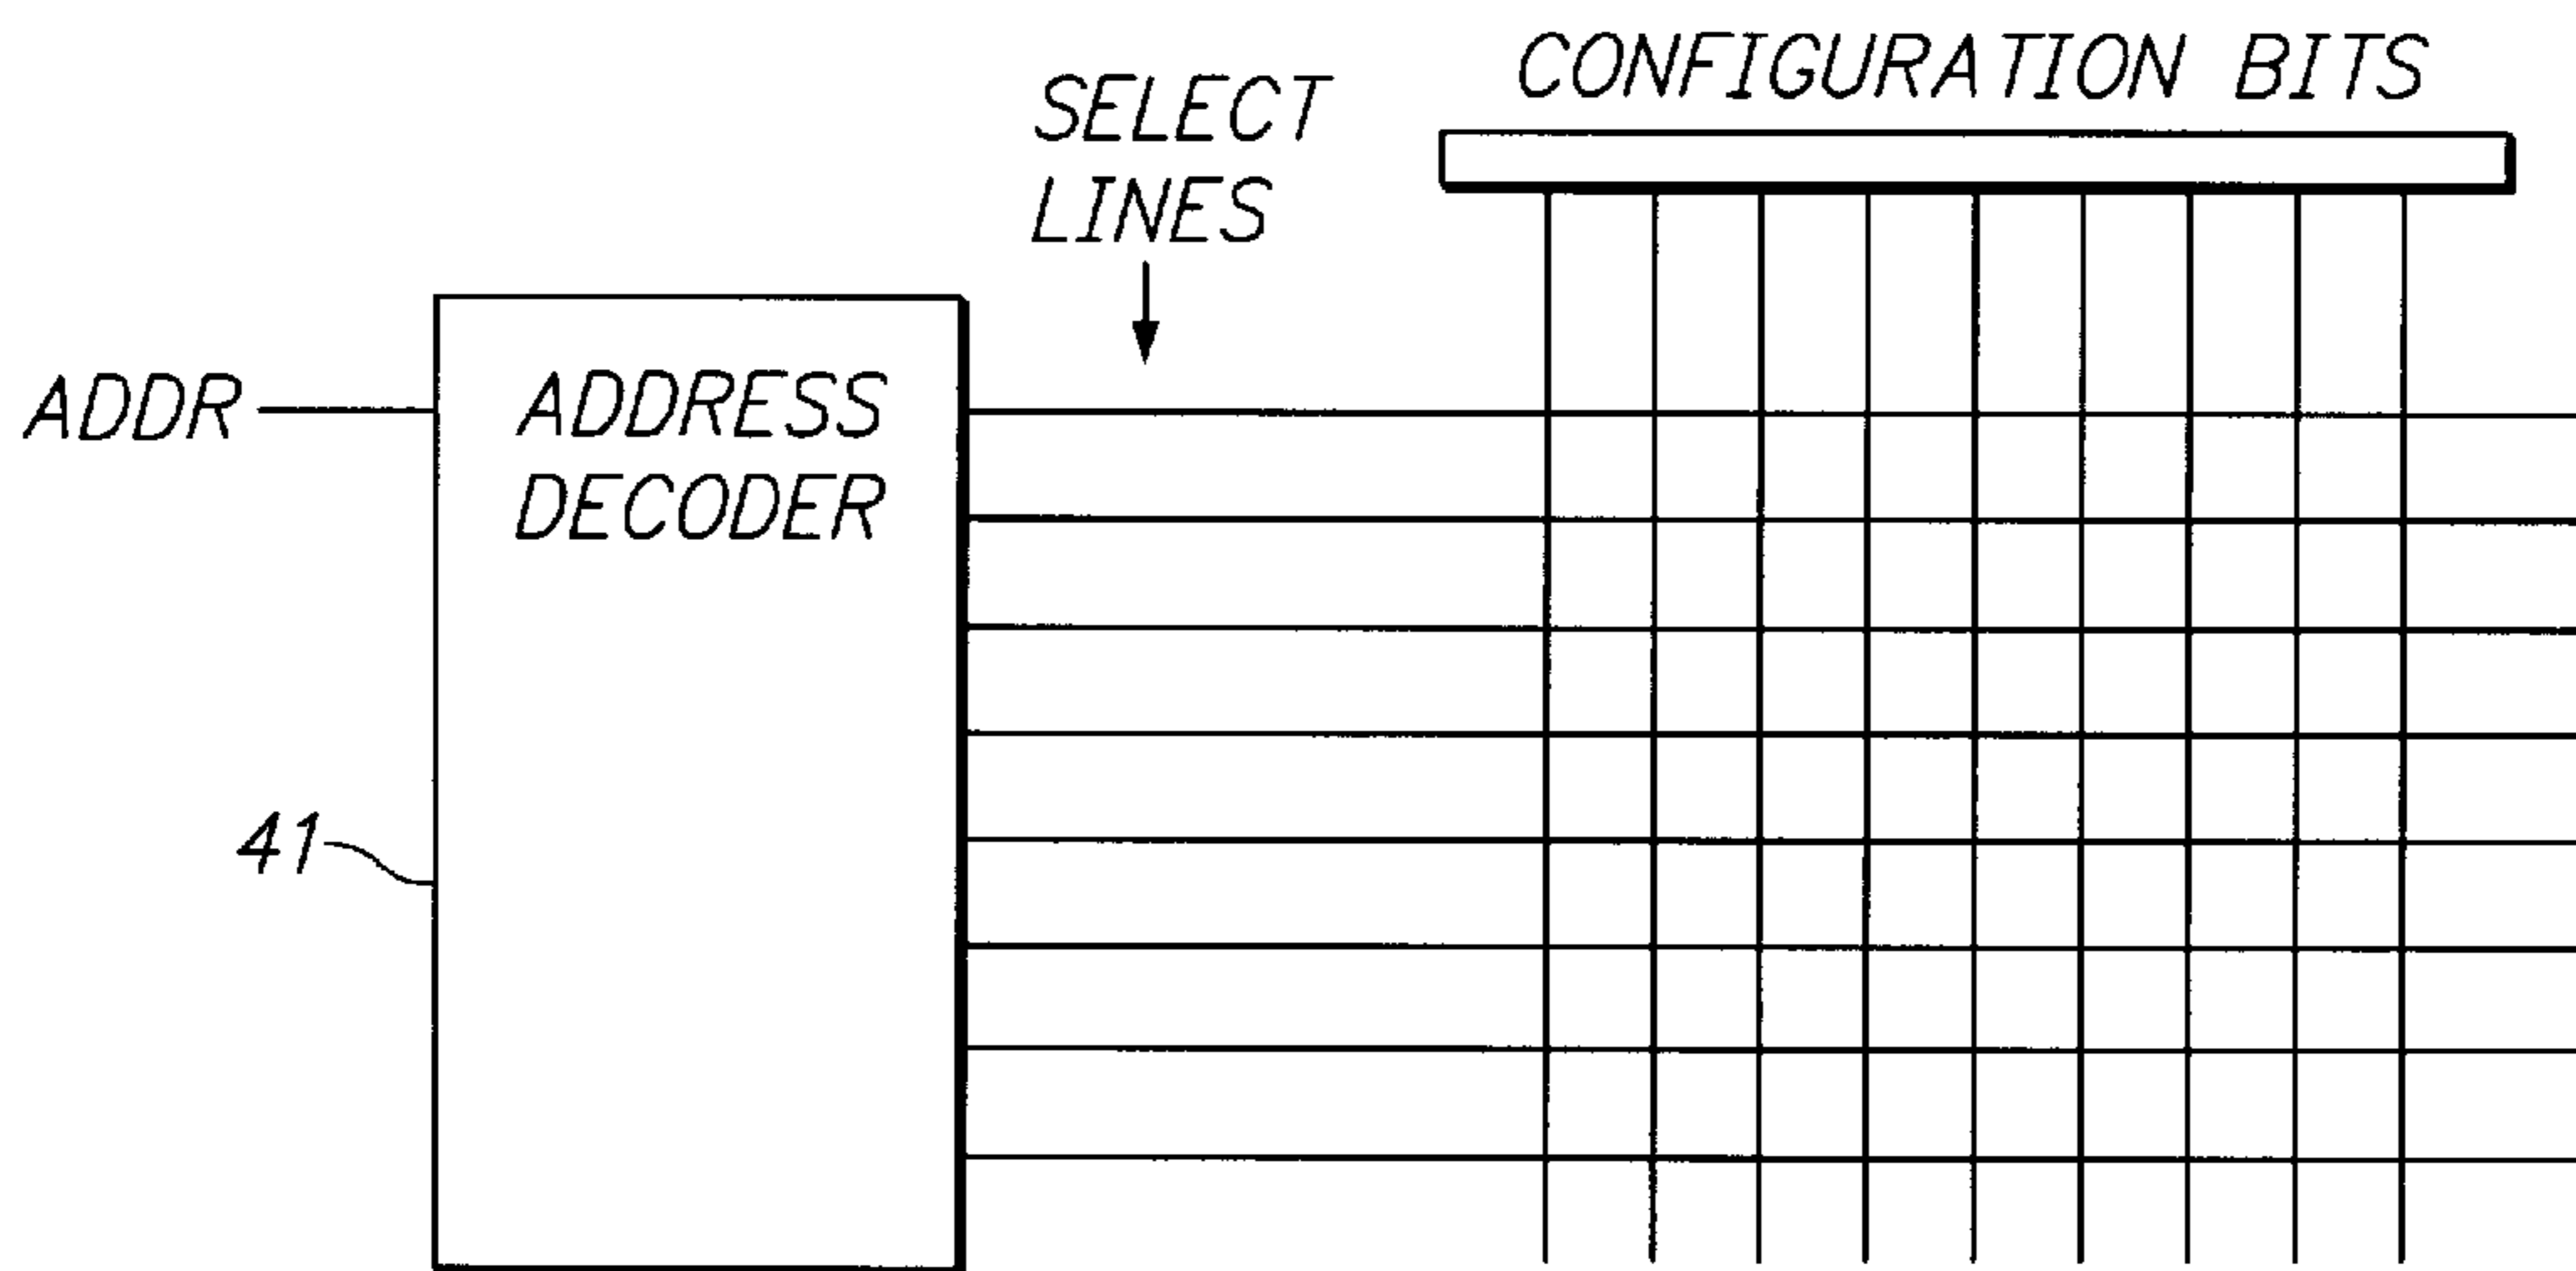 CONFIGURATION BITS
SELECT
LINES
ADDR
ADDRESS
DECODER
41